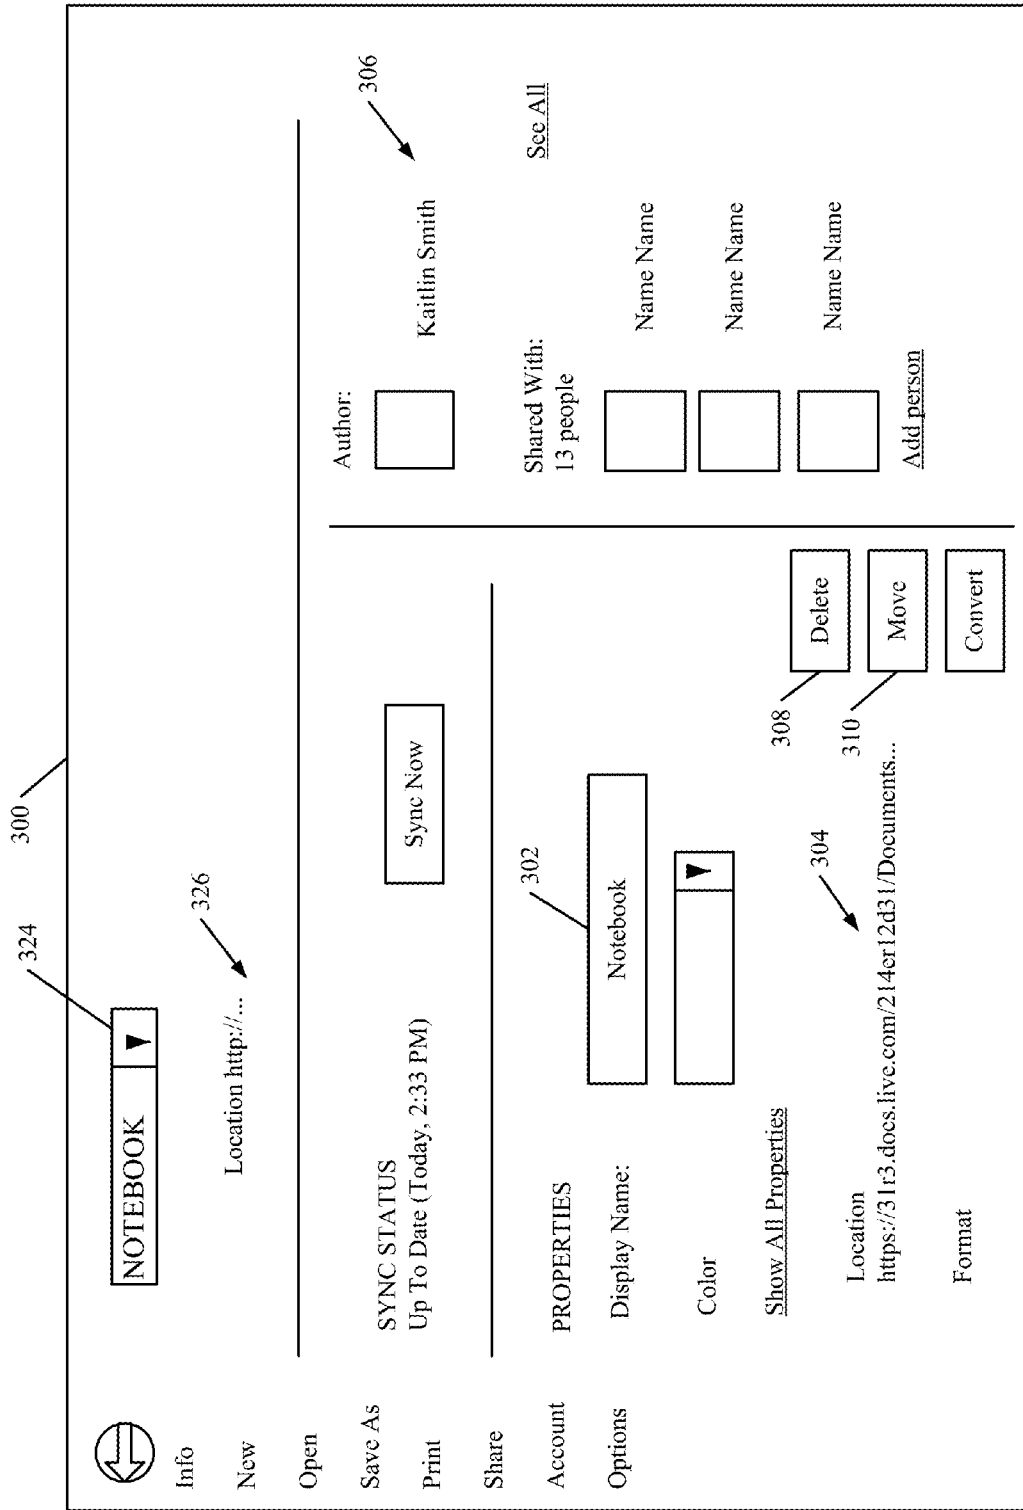 300
324
NOTEBOOK
326
Location http://...
306
Info
New
Open
Save As
Print
Share
Account
Options
SYNC STATUS
Up To Date (Today, 2:33 PM)
Sync Now
PROPERTIES
302
Display Name:
Notebook
Color
Show All Properties
304
308
Delete
Location
https://31r3.docs.live.com/214er12d31/Documents...
310
Move
Format
Convert
Author:
Kaitlin Smith
Shared With:
13 people
See All
Name Name
Name Name
Name Name
Add person